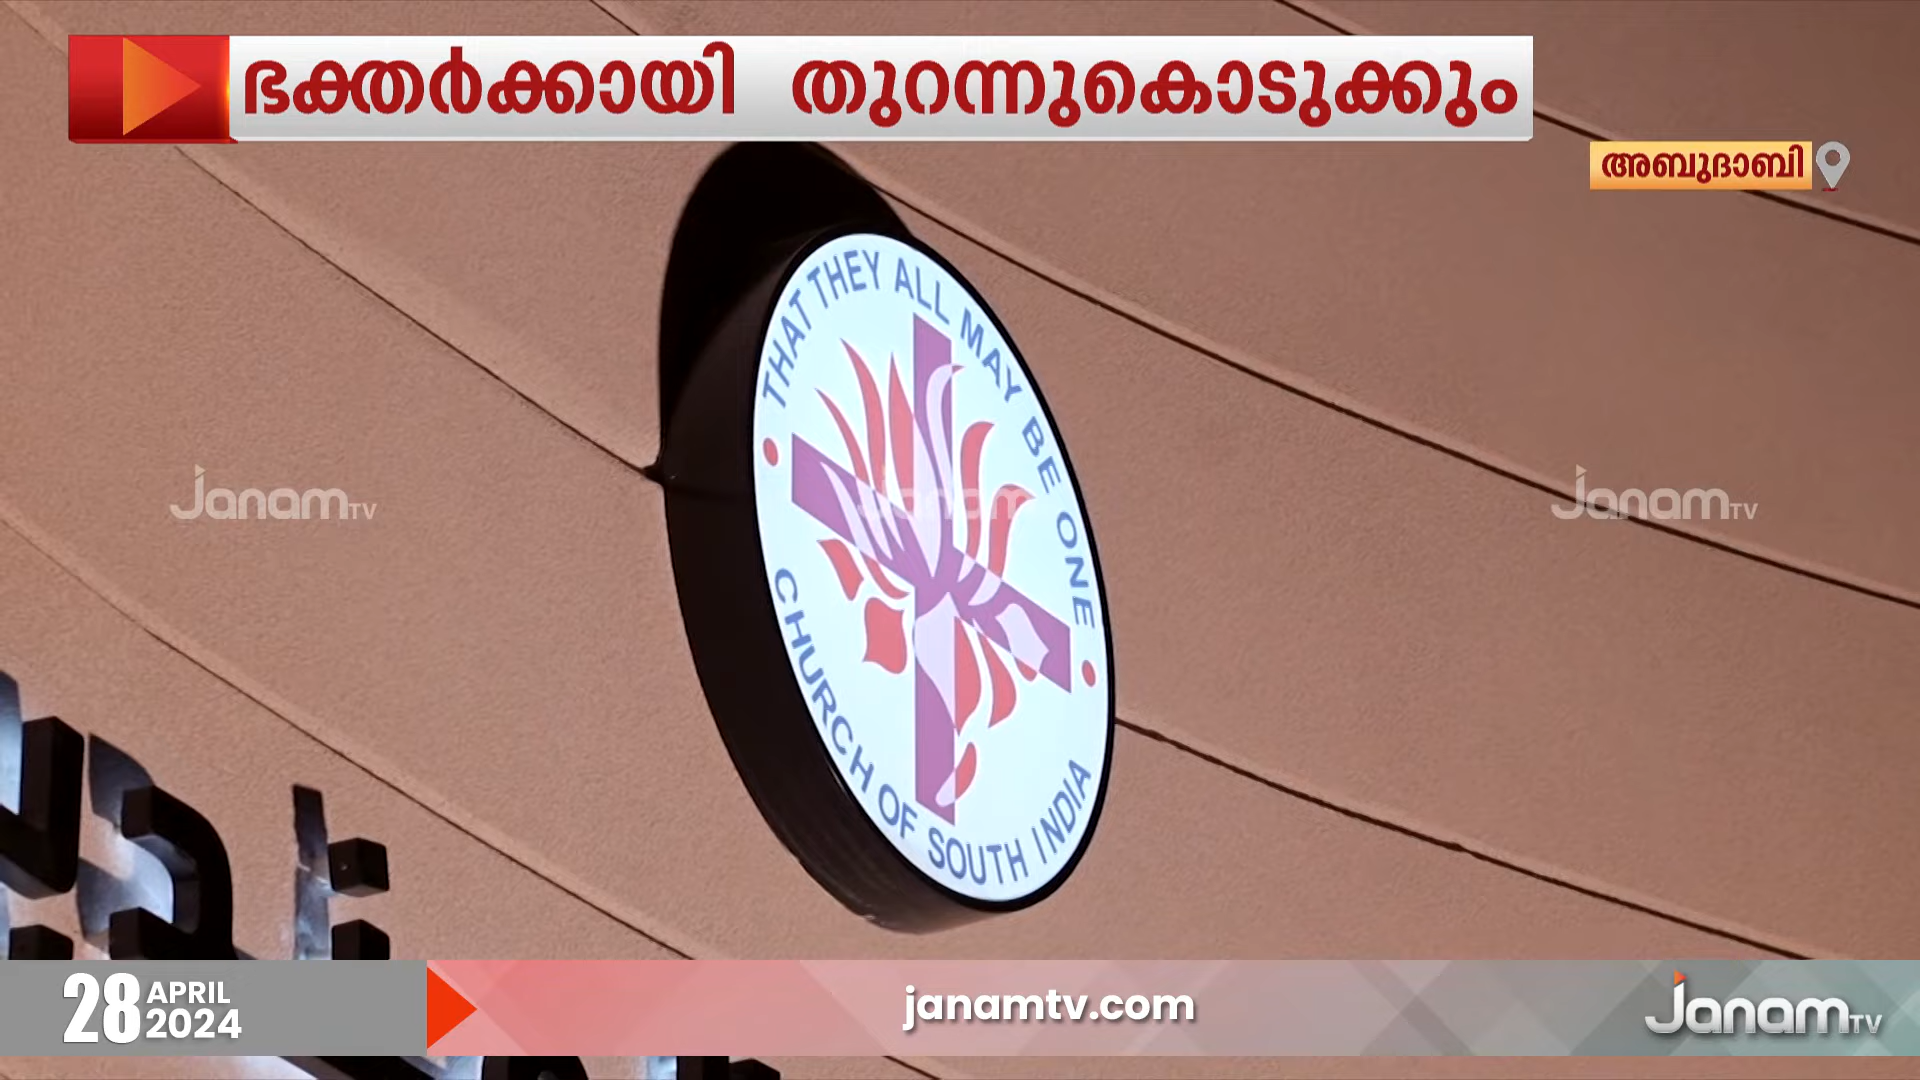 ഭക്തർക്കായി തുറന്നുകൊടുക്കും
അബുദാബി
THAT THEY ALL MAY BE ONE
CHURCH OF SOUTH INDIA
Janam TV
Janam TV
Janam
28 APRIL 2024
janamtv.com
Janam TV